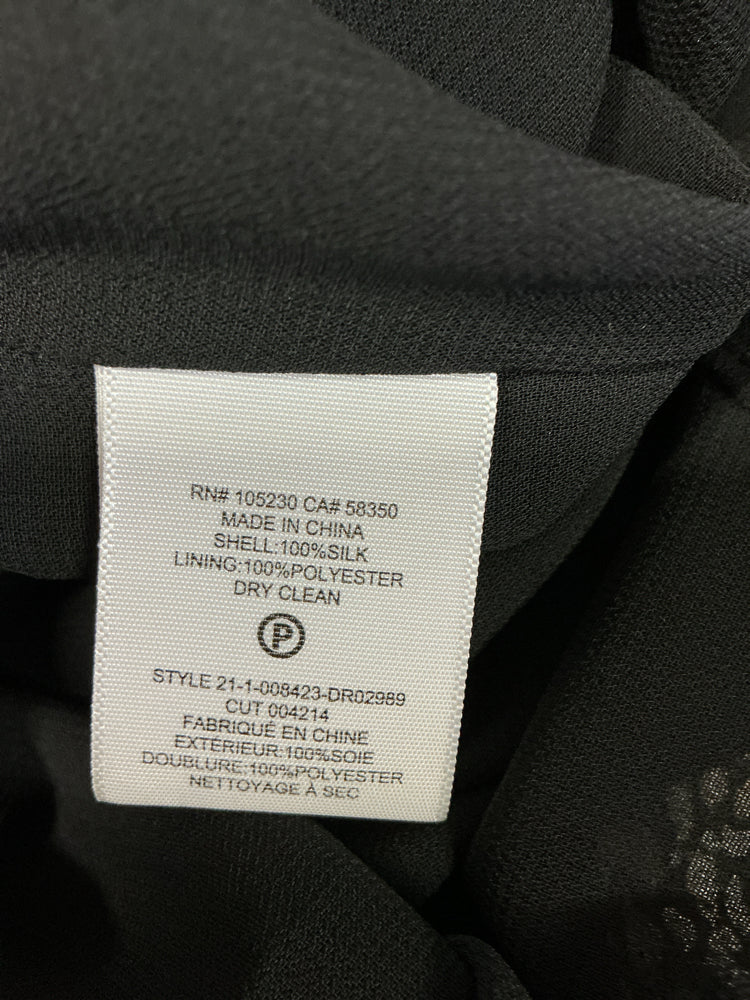 RN# 105230 CA# 58350
MADE IN CHINA
SHELL:100%SILK
LINING:100%POLYESTER
DRY CLEAN
P
STYLE 21-1-008423-DR02989
CUT 004214
FABRIQUÉ EN CHINE
EXTÉRIEUR:100%SOIE
DOUBLURE:100%POLYESTER
NETTOYAGE À SEC